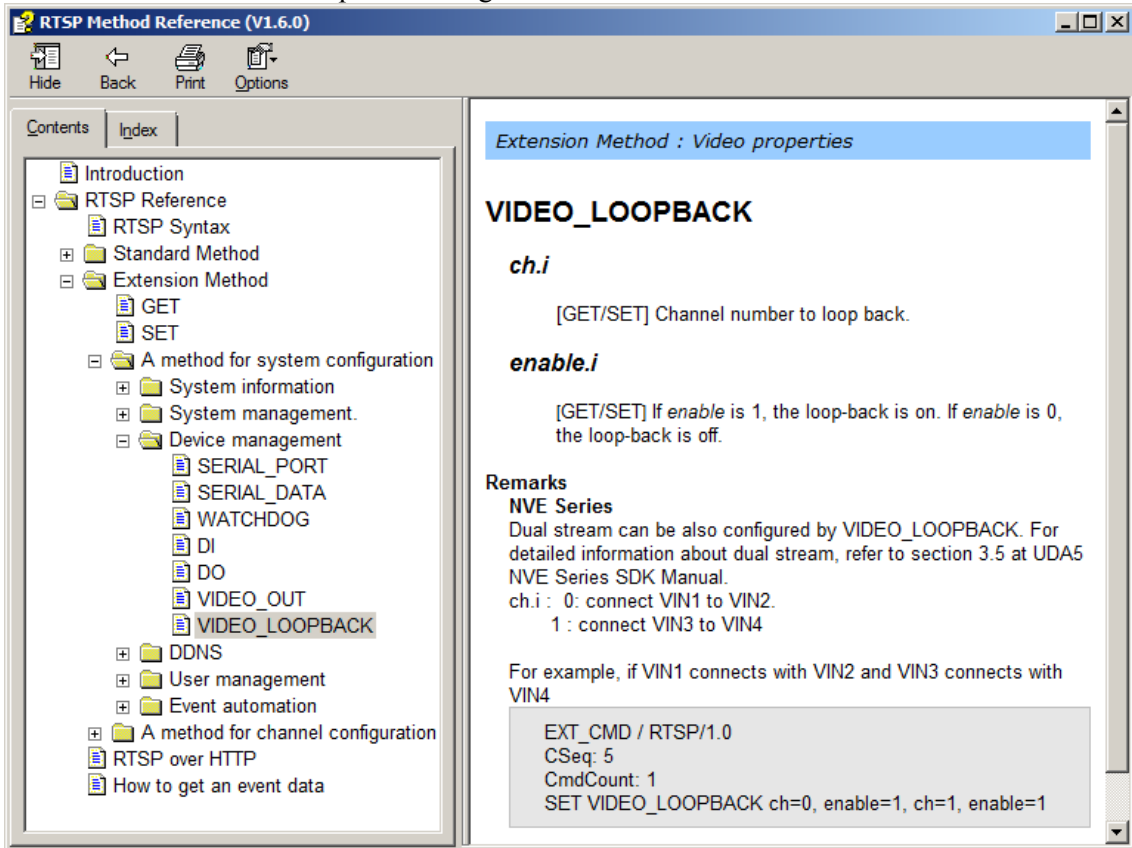 RTSP Method Reference (V1.6.0)
Hide Back Print Options
Contents Index
Introduction
RTSP Reference
RTSP Syntax
Standard Method
Extension Method
GET
SET
A method for system configuration
System information
System management.
Device management
SERIAL_PORT
SERIAL_DATA
WATCHDOG
DI
DO
VIDEO_OUT
VIDEO_LOOPBACK
DDNS
User management
Event automation
A method for channel configuration
RTSP over HTTP
How to get an event data
Extension Method : Video properties
VIDEO_LOOPBACK
ch.i
[GET/SET] Channel number to loop back.
enable.i
[GET/SET] If enable is 1, the loop-back is on. If enable is 0,
the loop-back is off.
Remarks
NVE Series
Dual stream can be also configured by VIDEO_LOOPBACK. For
detailed information about dual stream, refer to section 3.5 at UDA5
NVE Series SDK Manual.
ch.i : 0: connect VIN1 to VIN2.
1 : connect VIN3 to VIN4
For example, if VIN1 connects with VIN2 and VIN3 connects with
VIN4
EXT_CMD / RTSP/1.0
CSeq: 5
CmdCount: 1
SET VIDEO_LOOPBACK ch=0, enable=1, ch=1, enable=1